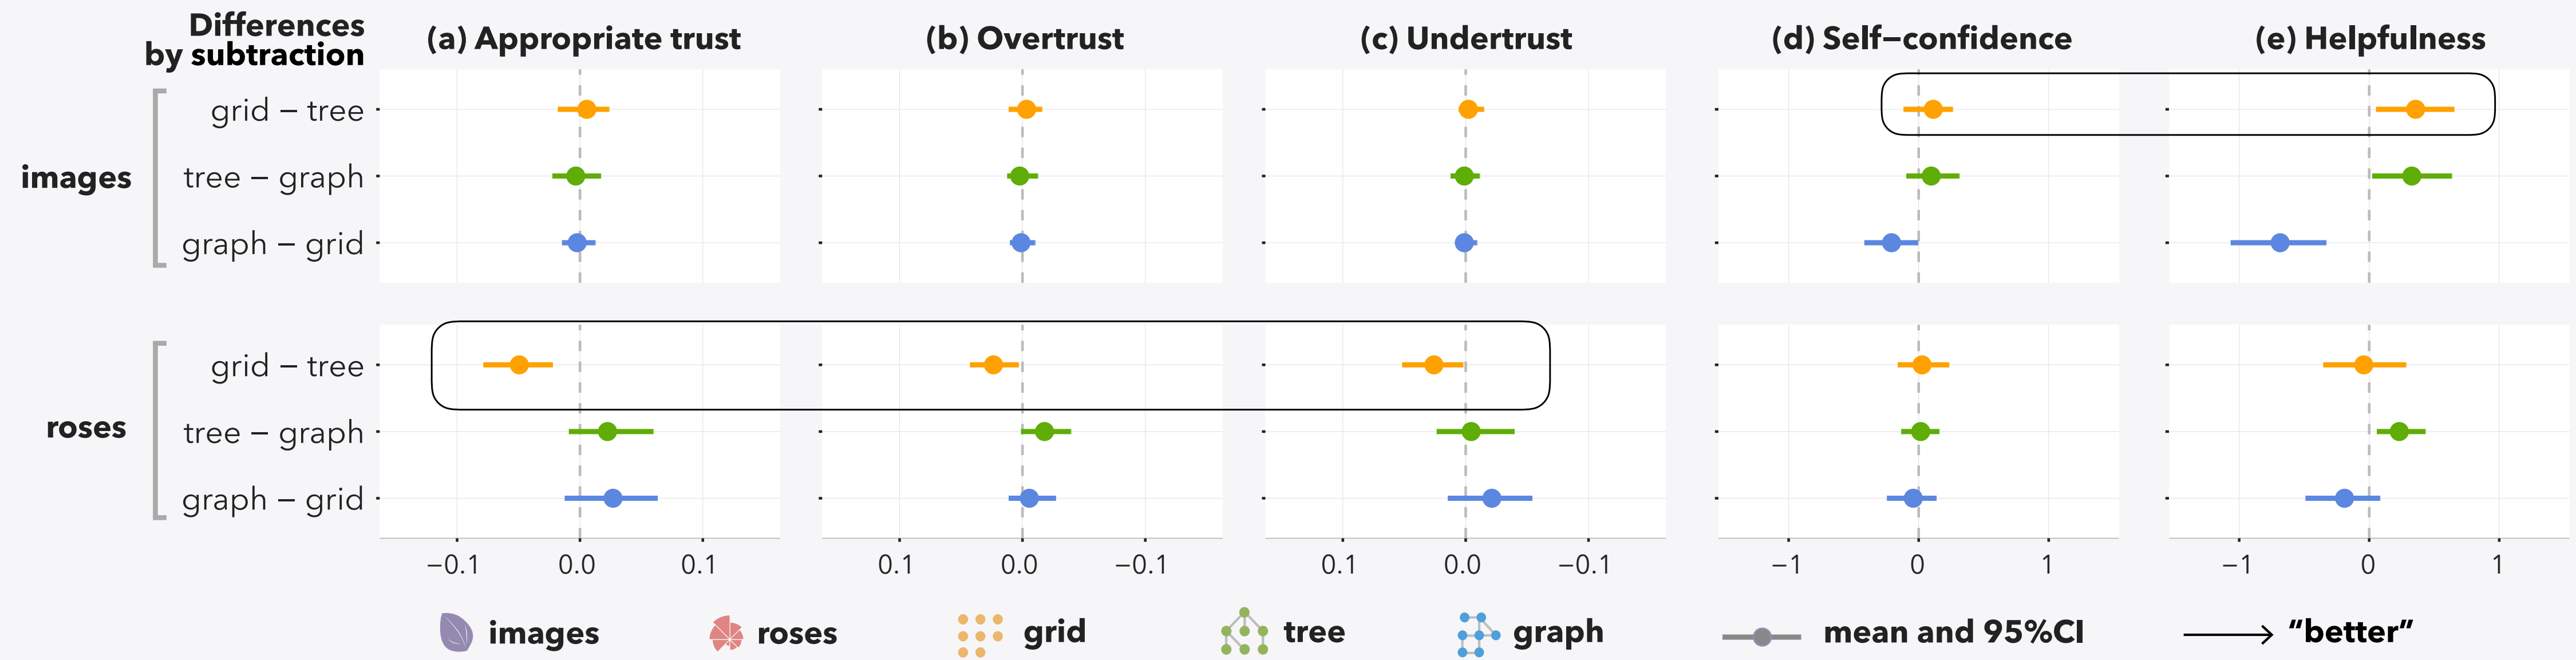 Differences
by subtraction
(a) Appropriate trust
(b) Overtrust
(c) Undertrust
(d) Self−confidence
(e) Helpfulness
images
grid − tree
tree − graph
graph − grid
roses
grid − tree
tree − graph
graph − grid
−0.1 0.0 0.1
0.1 0.0 −0.1
0.1 0.0 −0.1
−1 0 1
−1 0 1
images roses grid tree graph mean and 95%CI “better”